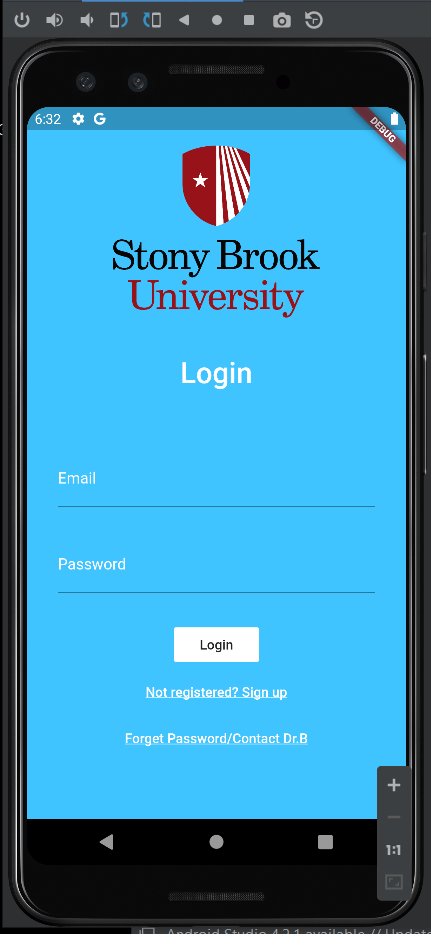 6:32
DEBUG
Stony Brook
University
Login
Email
Password
Login
Not registered? Sign up
Forget Password/Contact Dr.B
1:1
Android Studio 4.2.1 available // Update